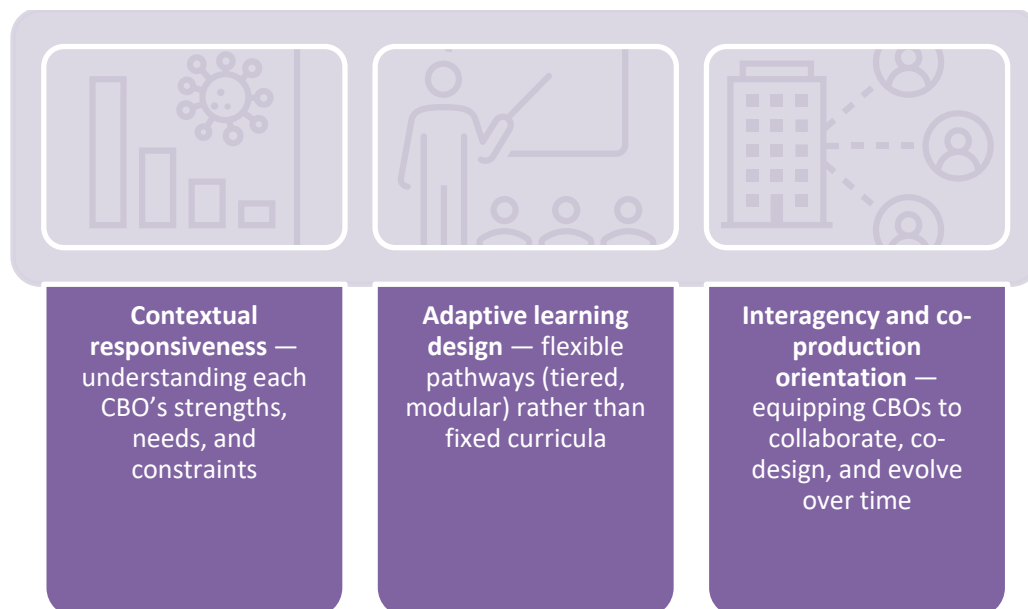 Contextual
responsiveness —
understanding each
CBO’s strengths,
needs, and
constraints
Adaptive learning
design — flexible
pathways (tiered,
modular) rather than
fixed curricula
Interagency and co-
production
orientation —
equipping CBOs to
collaborate, co-
design, and evolve
over time